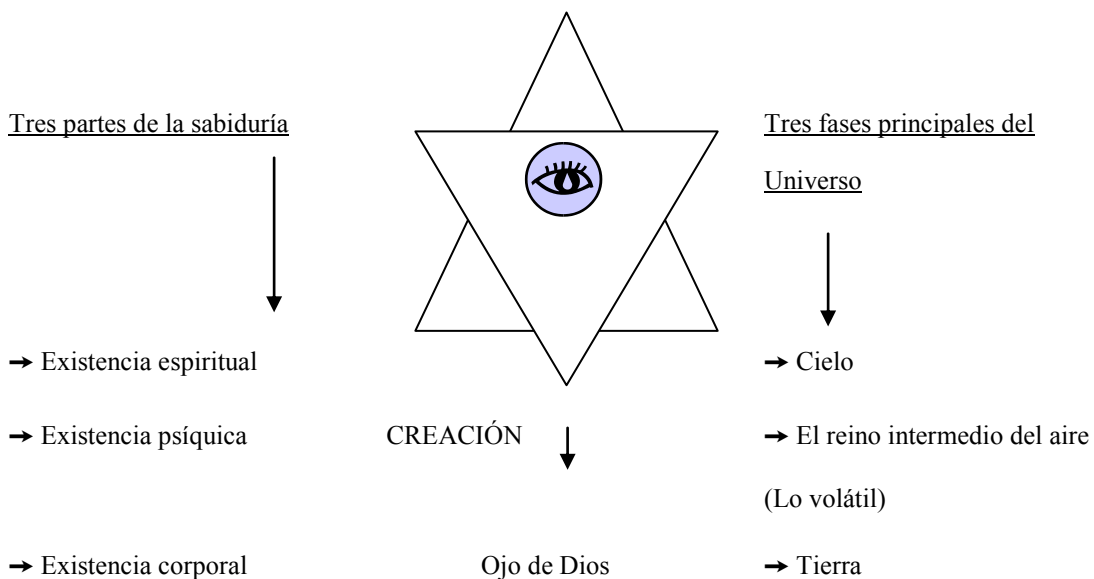 Tres partes de la sabiduría
Tres fases principales del
Universo
→ Existencia espiritual
→ Cielo
→ Existencia psíquica
CREACIÓN
→ El reino intermedio del aire
(Lo volátil)
→ Existencia corporal
Ojo de Dios
→ Tierra